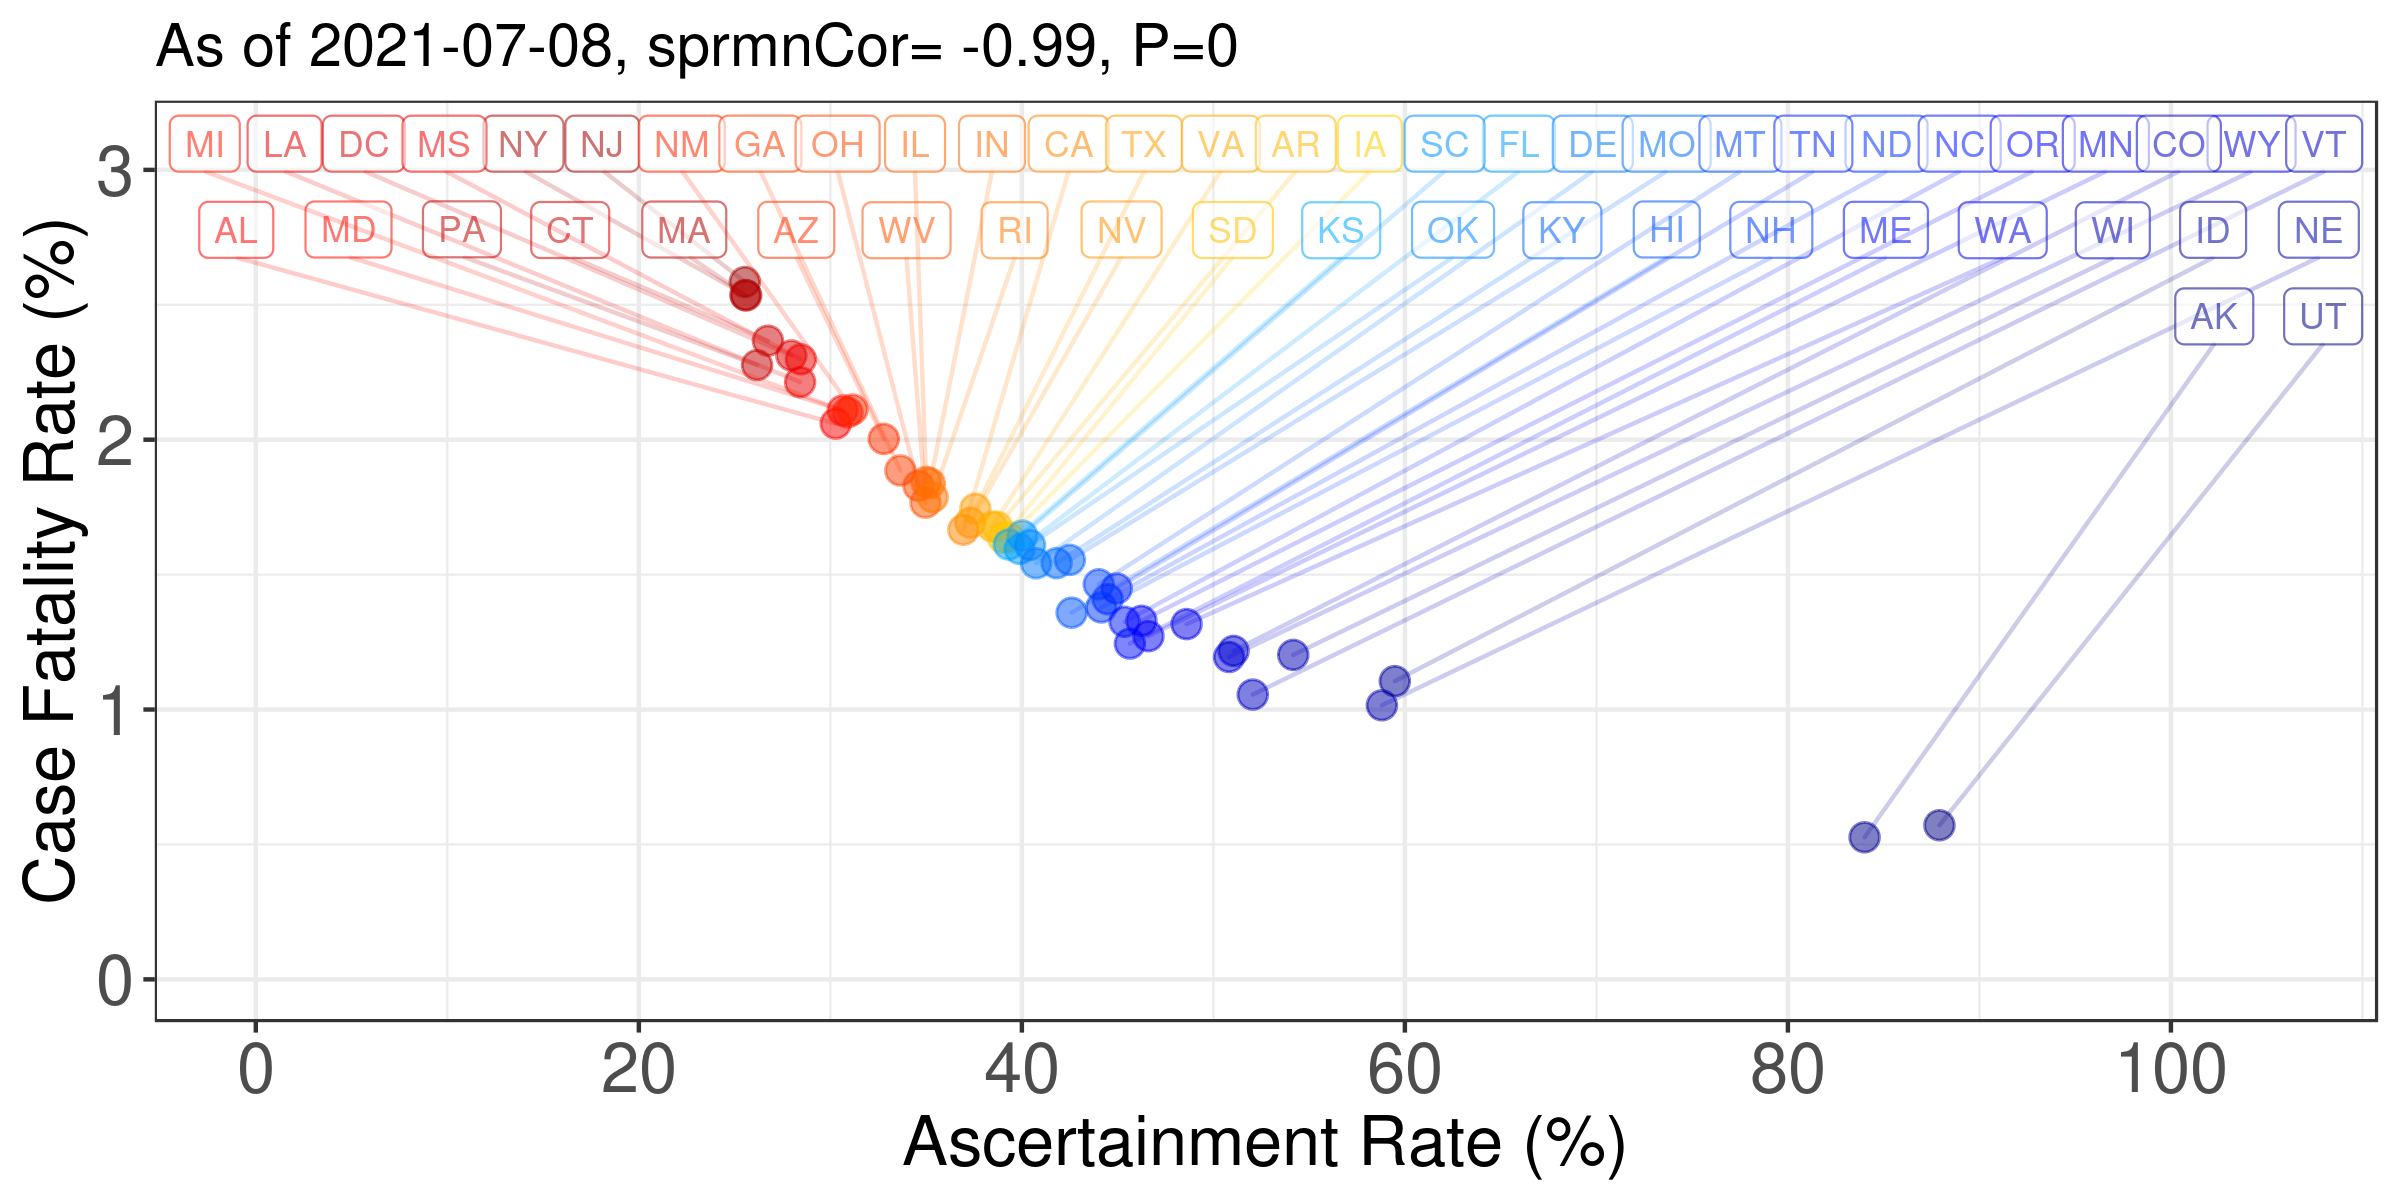 As of 2021-07-08, sprmnCor= -0.99, P=0
MI LA DC MS NY NJ NM GA OH IL IN CA TX VA AR IA SC FL DE MO MT TN ND NC OR MN CO WY VT
AL MD PA CT MA AZ WV RI NV SD KS OK KY HI NH ME WA WI ID NE
AK UT
3
2
1
0
Case Fatality Rate (%)
0 20 40 60 80 100
Ascertainment Rate (%)